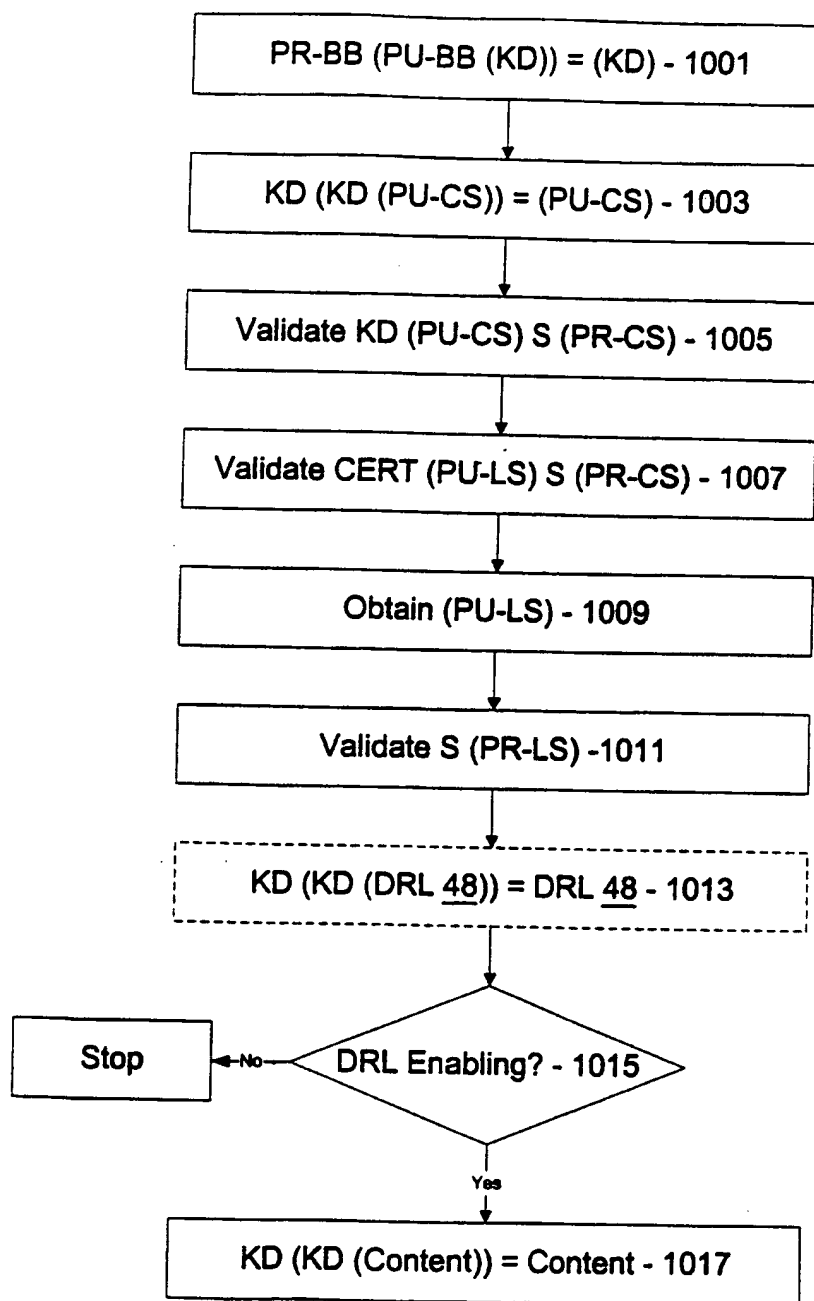 PR-BB (PU-BB (KD)) = (KD) - 1001
KD (KD (PU-CS)) = (PU-CS) - 1003
Validate KD (PU-CS) S (PR-CS) - 1005
Validate CERT (PU-LS) S (PR-CS) - 1007
Obtain (PU-LS) - 1009
Validate S (PR-LS) -1011
KD (KD (DRL 48)) = DRL 48 - 1013
DRL Enabling? - 1015
No
Stop
Yes
KD (KD (Content)) = Content - 1017